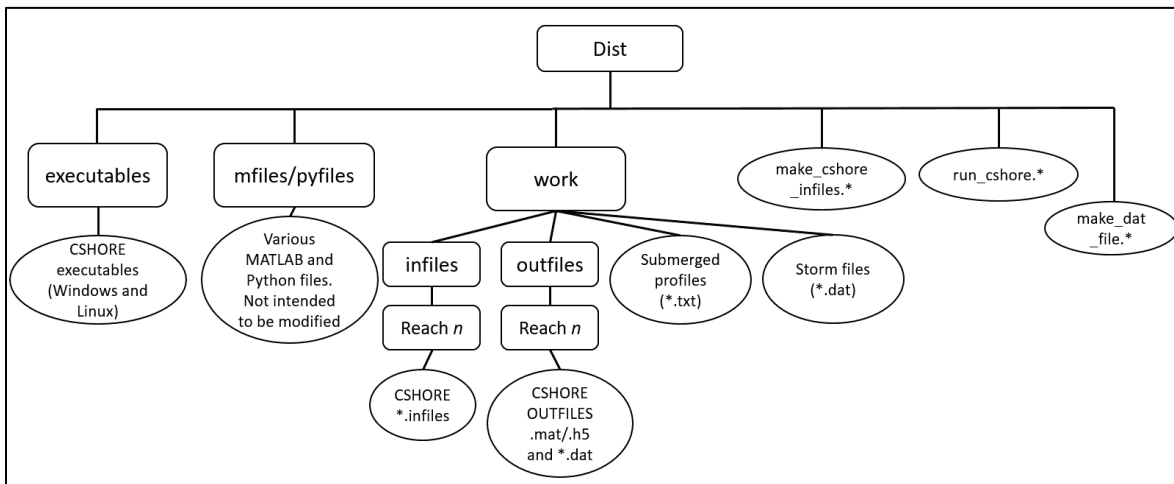 Dist
executables
mfiles/pyfiles
work
make_cshore
_infiles.*
run_cshore.*
make_dat
_file.*
CSHORE
executables
(Windows and
Linux)
Various
MATLAB and
Python files.
Not intended
to be modified
infiles
outfiles
Submerged
profiles
(*.txt)
Storm files
(*.dat)
Reach n
Reach n
CSHORE
*.infiles
CSHORE
OUTFILES
.mat/.h5
and *.dat